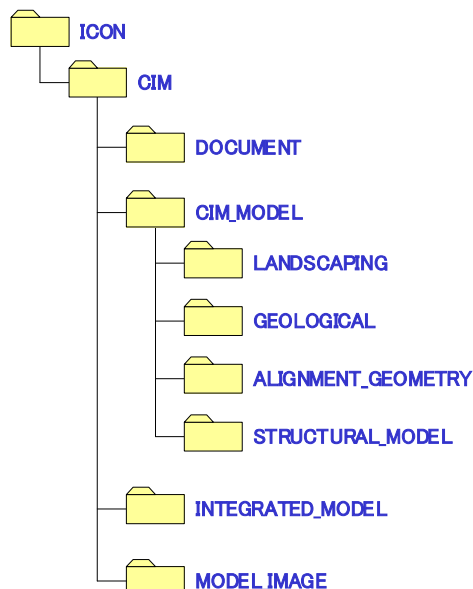 ICON
CIM
DOCUMENT
CIM_MODEL
LANDSCAPING
GEOLOGICAL
ALIGNMENT_GEOMETRY
STRUCTURAL_MODEL
INTEGRATED_MODEL
MODEL IMAGE